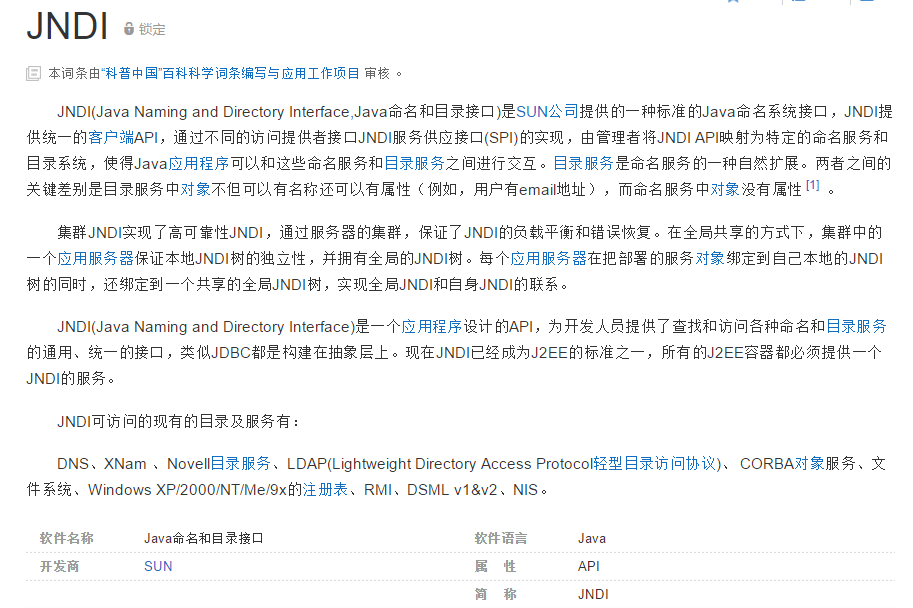 JNDI 锁定
本词条由“科普中国”百科科学词条编写与应用工作项目 审核 。
JNDI(Java Naming and Directory Interface,Java命名和目录接口)是SUN公司提供的一种标准的Java命名系统接口，JNDI提
供统一的客户端API，通过不同的访问提供者接口JNDI服务供应接口(SPI)的实现，由管理者将JNDI API映射为特定的命名服务和
目录系统，使得Java应用程序可以和这些命名服务和目录服务之间进行交互。目录服务是命名服务的一种自然扩展。两者之间的
关键差别是目录服务中对象不但可以有名称还可以有属性（例如，用户有email地址），而命名服务中对象没有属性 [1] 。
集群JNDI实现了高可靠性JNDI，通过服务器的集群，保证了JNDI的负载平衡和错误恢复。在全局共享的方式下，集群中的
一个应用服务器保证本地JNDI树的独立性，并拥有全局的JNDI树。每个应用服务器在把部署的服务对象绑定到自己本地的JNDI
树的同时，还绑定到一个共享的全局JNDI树，实现全局JNDI和自身JNDI的联系。
JNDI(Java Naming and Directory Interface)是一个应用程序设计的API，为开发人员提供了查找和访问各种命名和目录服务
的通用、统一的接口，类似JDBC都是构建在抽象层上。现在JNDI已经成为J2EE的标准之一，所有的J2EE容器都必须提供一个
JNDI的服务。
JNDI可访问的现有的目录及服务有：
DNS、XNam 、Novell目录服务、LDAP(Lightweight Directory Access Protocol轻型目录访问协议)、 CORBA对象服务、文
件系统、Windows XP/2000/NT/Me/9x的注册表、RMI、DSML v1&v2、NIS。
软件名称 Java命名和目录接口 软件语言 Java
开发商 SUN 属 性 API
简 称 JNDI